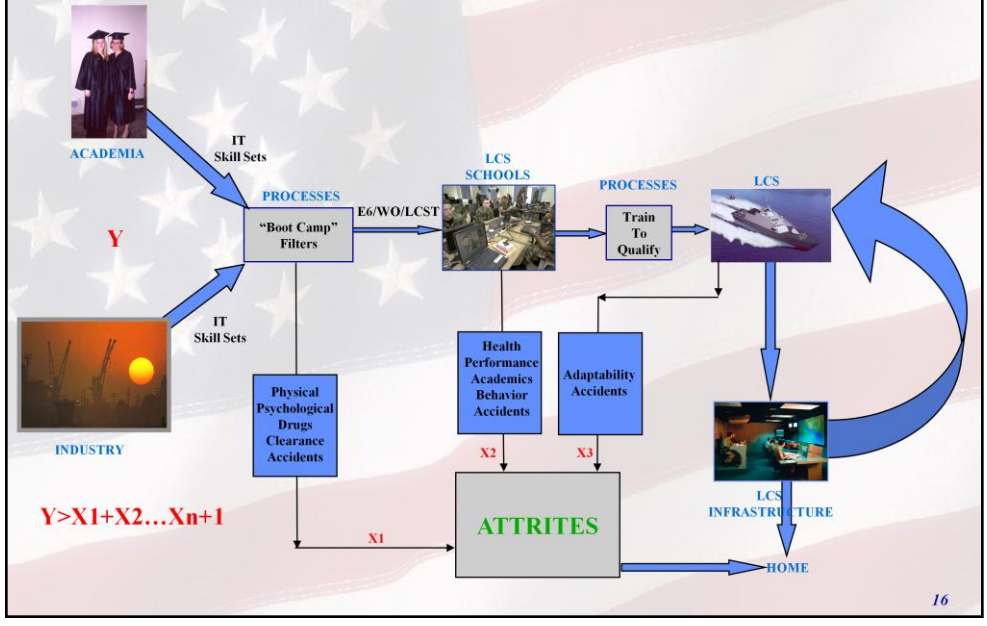 ACADEMIA
IT
Skill Sets
PROCESSES
"Boot Camp"
Filters
E6/WO/LCST
LCS
SCHOOLS
PROCESSES
Train
To
Qualify
LCS
Y
IT
Skill Sets
INDUSTRY
Physical
Psychological
Drugs
Clearance
Accidents
Health
Performance
Academics
Behavior
Accidents
Adaptability
Accidents
X2
X3
X1
ATTRITES
LCS
INFRASTRUCTURE
HOME
Y>X1+X2…Xn+1
16